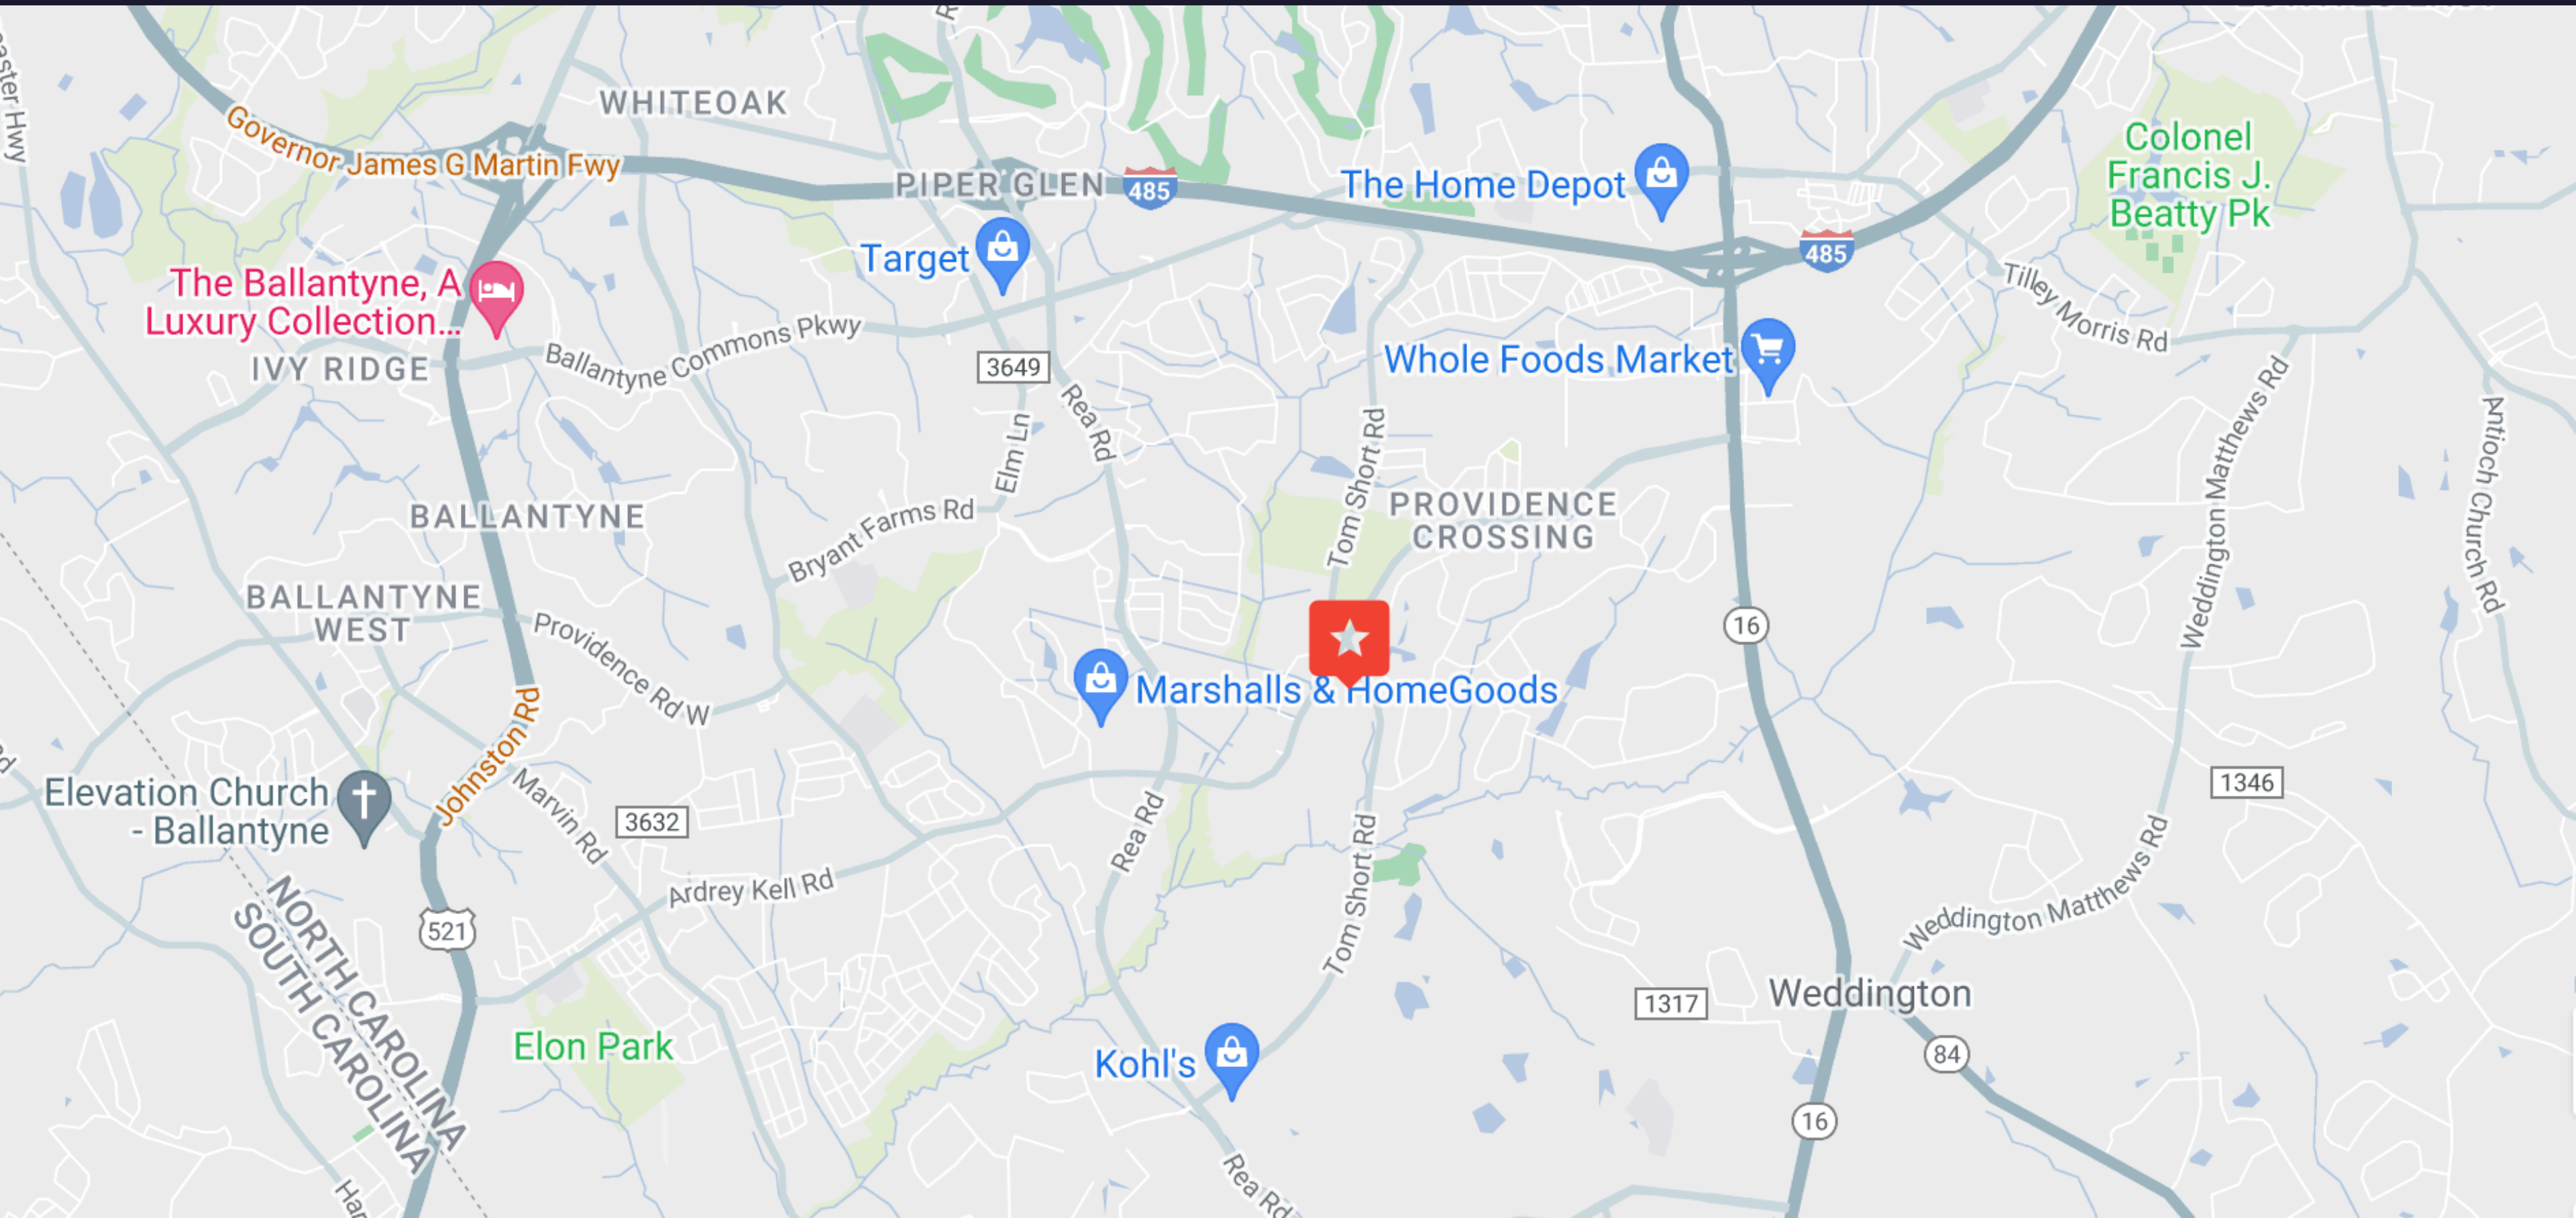 WHITEOAK
Governor James G Martin Fwy
PIPER GLEN
485
The Home Depot
Colonel
Francis J.
Beatty Pk
485
Target
Tilley Morris Rd
The Ballantyne, A
Luxury Collection...
IVY RIDGE
Ballantyne Commons Pkwy
3649
Rea Rd
Elm Ln
Whole Foods Market
Tom Short Rd
Weddington Matthews Rd
Antioch Church Rd
BALLANTYNE
Bryant Farms Rd
PROVIDENCE
CROSSING
BALLANTYNE
WEST
Providence Rd W
16
Marshalls & HomeGoods
Johnston Rd
Elevation Church
- Ballantyne
Marvin Rd
3632
Ardrey Kell Rd
Rea Rd
Tom Short Rd
1346
Weddington Matthews Rd
521
NORTH CAROLINA
SOUTH CAROLINA
Elon Park
Kohl's
1317
Weddington
84
16
Rea Rd